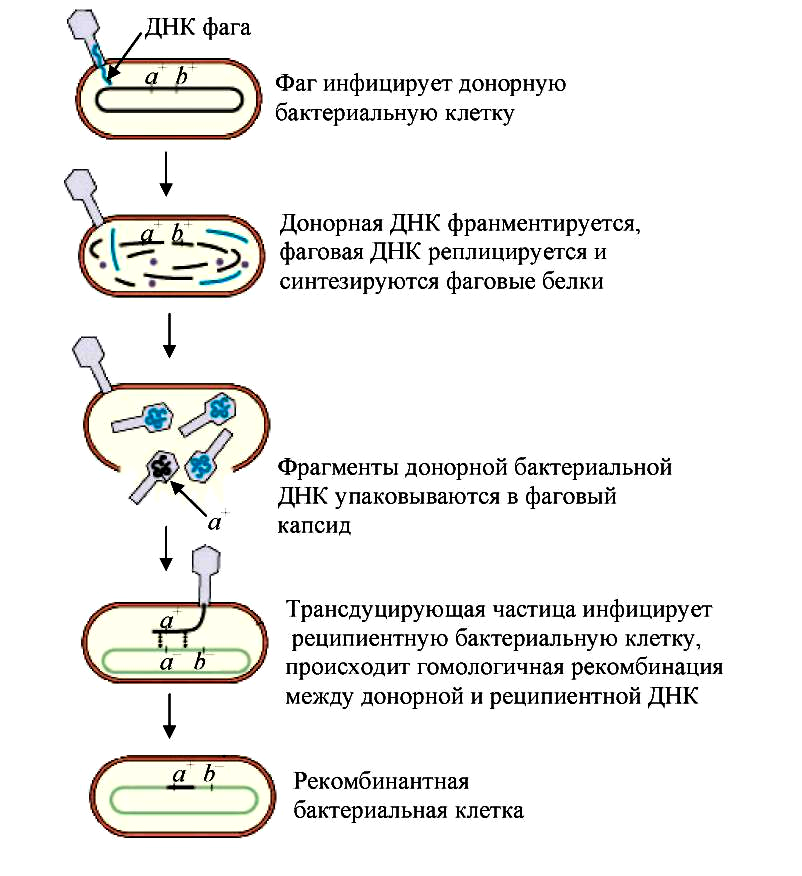 ДНК фага
a⁺ b⁺
Фаг инфицирует донорную
бактериальную клетку
a⁺ b⁺
Донорная ДНК франментируется,
фаговая ДНК реплицируется и
синтезируются фаговые белки
Фрагменты донорной бактериальной
ДНК упаковываются в фаговый
капсид
a⁺
a⁺
a⁻ b⁻
Трансдуцирующая частица инфицирует
реципиентную бактериальную клетку,
происходит гомологичная рекомбинация
между донорной и реципиентной ДНК
a⁺ b⁻
Рекомбинантная
бактериальная клетка